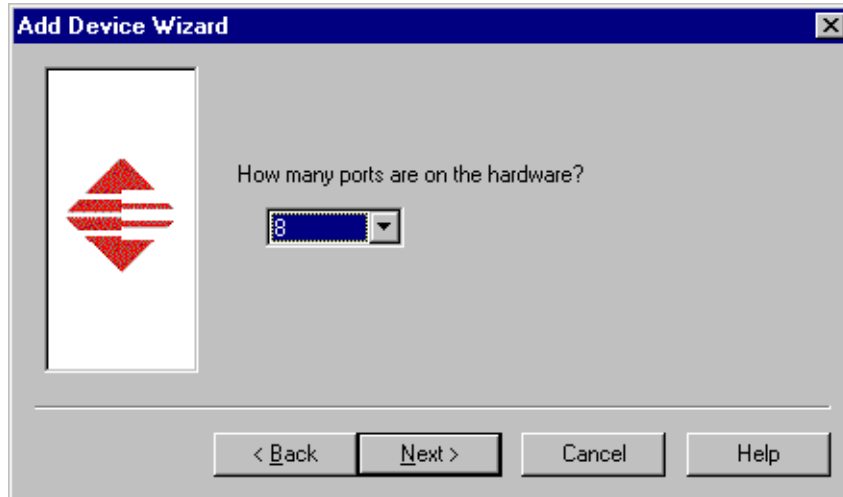 Add Device Wizard
How many ports are on the hardware?
8
< Back Next > Cancel Help